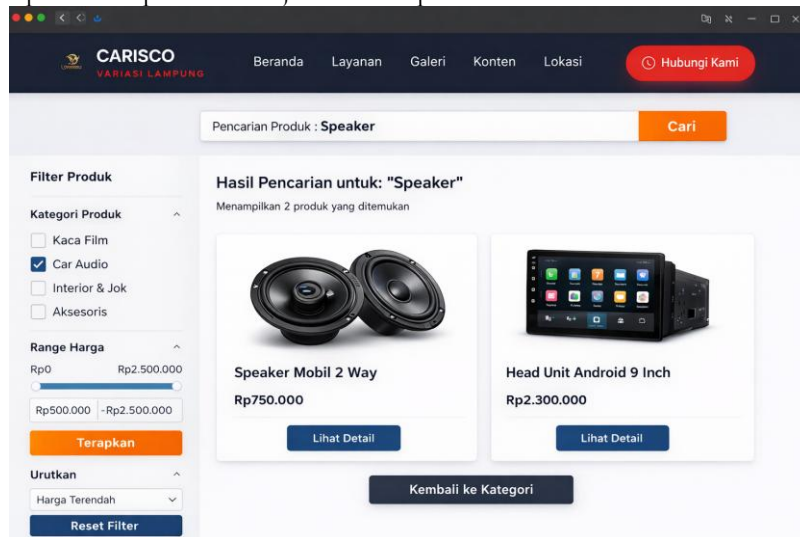 CARISCO
VARIASI LAMPUNG
Beranda Layanan Galeri Konten Lokasi Hubungi Kami
Pencarian Produk : Speaker Cari
Filter Produk
Kategori Produk
Kaca Film
Car Audio
Interior & Jok
Aksesoris
Range Harga
Rp0 Rp2.500.000
Rp500.000 -Rp2.500.000
Terapkan
Urutkan
Harga Terendah
Reset Filter
Hasil Pencarian untuk: "Speaker"
Menampilkan 2 produk yang ditemukan
Speaker Mobil 2 Way
Rp750.000
Lihat Detail
Head Unit Android 9 Inch
Rp2.300.000
Lihat Detail
Kembali ke Kategori